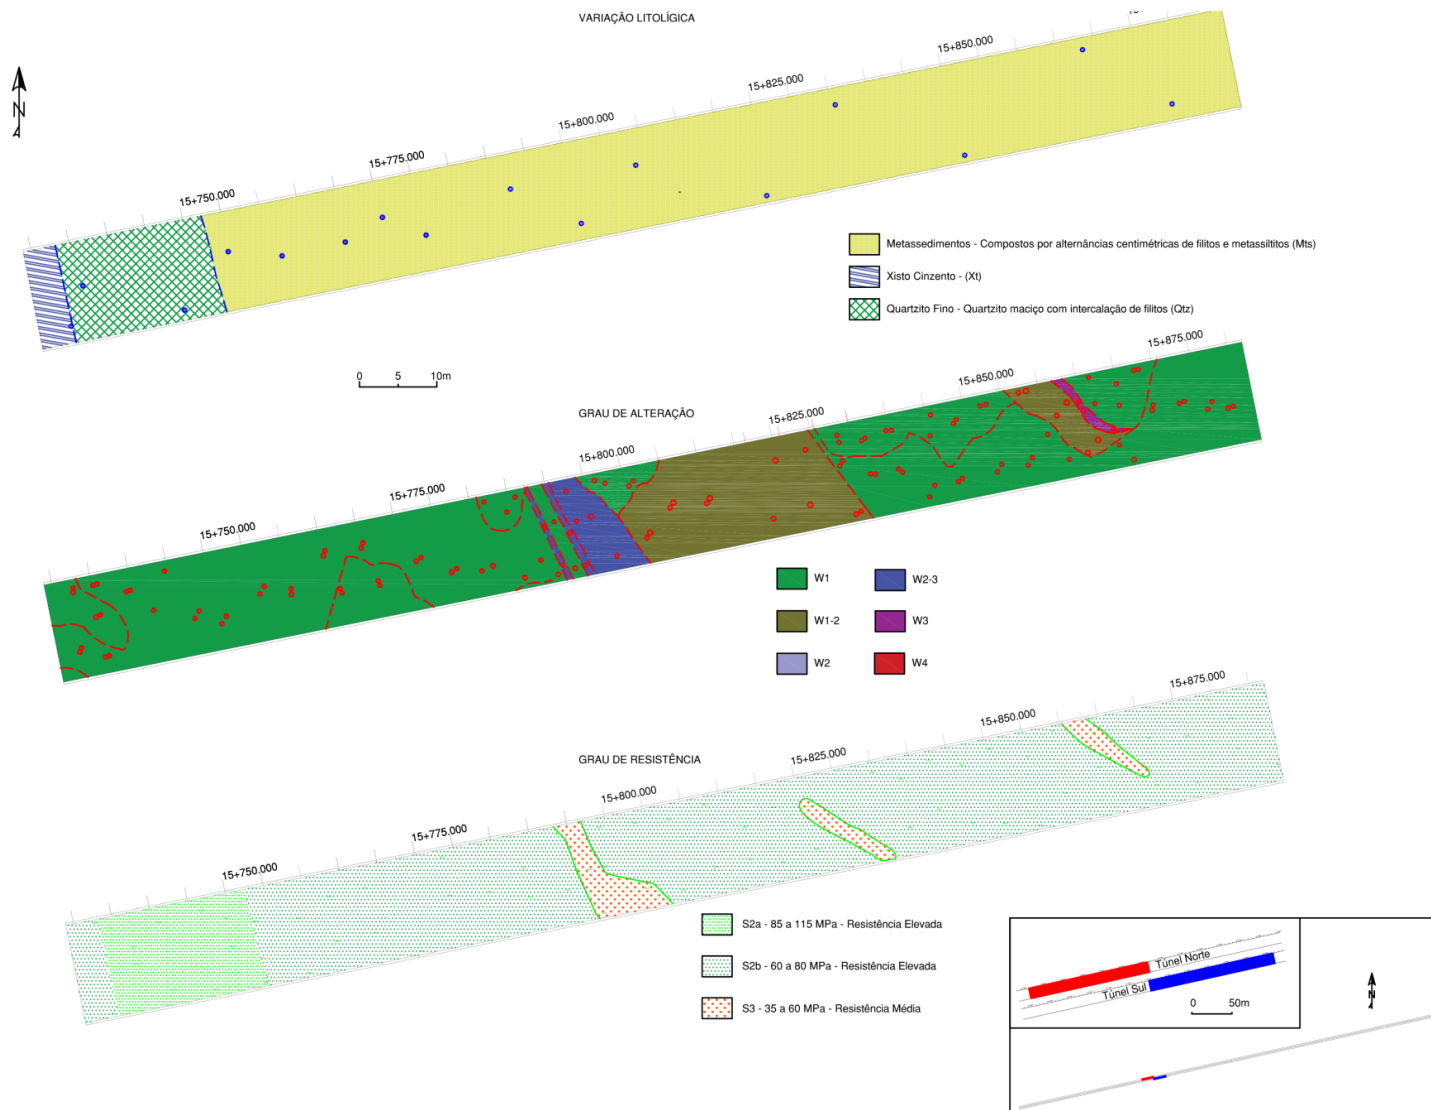 VARIAÇÃO LITOLÍGICA
15+750.000
15+775.000
15+800.000
15+825.000
15+850.000
N
Metassedimentos - Compostos por alternâncias centimétricas de filitos e metassiltitos (Mts)
Xisto Cinzento - (Xt)
Quartzito Fino - Quartzito maciço com intercalação de filitos (Qtz)
0 5 10m
GRAU DE ALTERAÇÃO
15+750.000
15+775.000
15+800.000
15+825.000
15+850.000
15+875.000
W1
W2-3
W1-2
W3
W2
W4
GRAU DE RESISTÊNCIA
15+750.000
15+775.000
15+800.000
15+825.000
15+850.000
15+875.000
S2a - 85 a 115 MPa - Resistência Elevada
S2b - 60 a 80 MPa - Resistência Elevada
S3 - 35 a 60 MPa - Resistência Média
Túnel Norte
Túnel Sul
0 50m
N